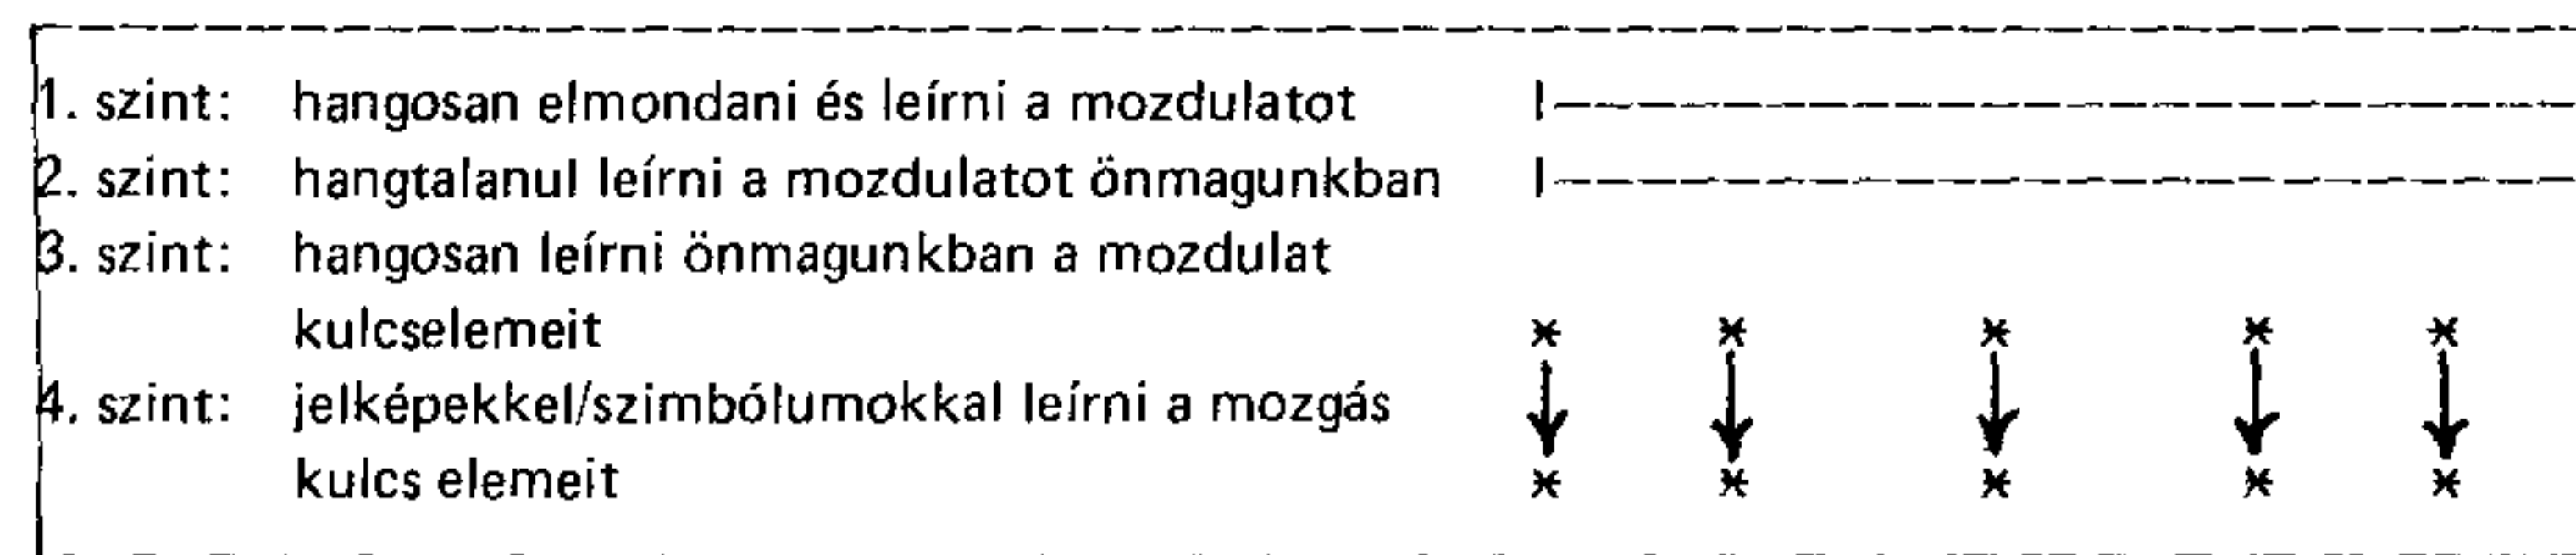 1. szint: hangosan elmondani és leírni a mozdulatot
2. szint: hangtalanul leírni a mozdulatot önmagunkban
3. szint: hangosan leírni önmagunkban a mozdulat
kulcselemeit
4. szint: jelképekkel/szimbólumokkal leírni a mozgás
kulcs elemeit